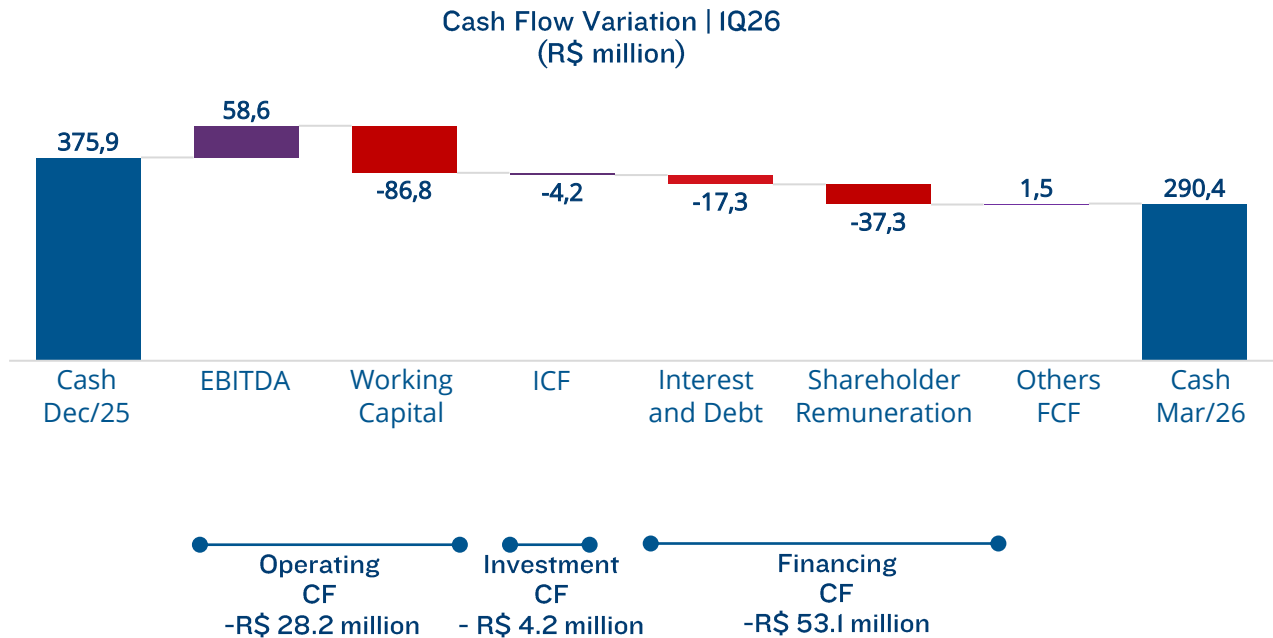 Cash Flow Variation | 1Q26
(R$ million)
375,9
58,6
-86,8
-4,2
-17,3
-37,3
1,5
290,4
Cash
Dec/25
EBITDA
Working
Capital
ICF
Interest
and Debt
Shareholder
Remuneration
Others
FCF
Cash
Mar/26
Operating
CF
-R$ 28.2 million
Investment
CF
- R$ 4.2 million
Financing
CF
-R$ 53.1 million